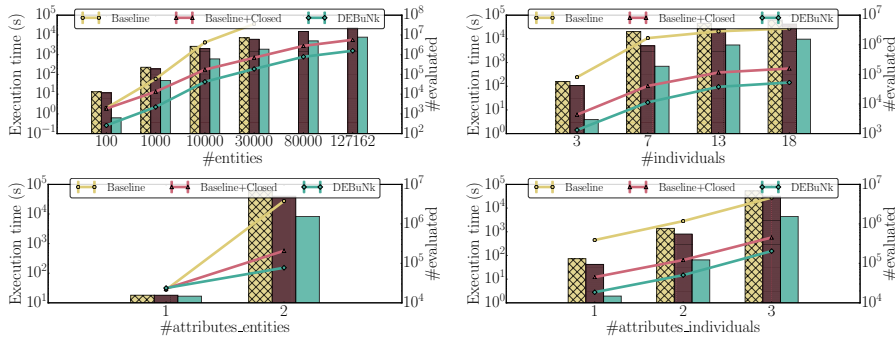 Baseline Baseline+Closed DEBuNk
Execution time (s)
10^5
10^4
10^3
10^2
10^1
10^0
10^-1
10^8
10^7
10^6
10^5
10^4
10^3
10^2
#evaluated
100 1000 10000 30000 80000 127162
#entities
Baseline Baseline+Closed DEBuNk
Execution time (s)
10^5
10^4
10^3
10^2
10^1
10^0
10^7
10^6
10^5
10^4
10^3
#evaluated
3 7 13 18
#individuals
Baseline Baseline+Closed DEBuNk
Execution time (s)
10^5
10^4
10^3
10^2
10^1
10^7
10^6
10^5
10^4
#evaluated
1 2
#attributes_entities
Baseline Baseline+Closed DEBuNk
Execution time (s)
10^5
10^4
10^3
10^2
10^1
10^0
10^7
10^6
10^5
10^4
#evaluated
1 2 3
#attributes_individuals